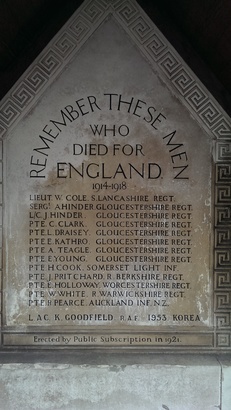 REMEMBER THESE MEN
WHO
DIED FOR
ENGLAND
1914-1918
LIEUT W. COLE, S. LANCASHIRE REGT.
SERGT A HINDER GLOUCESTERSHIRE REGT.
L/C. J. HINDER. GLOUCESTERSHIRE REGT.
PTE. C. CLARK. GLOUCESTERSHIRE REGT.
PTE. L. DRAISEY. GLOUCESTERSHIRE REGT.
PTE. E. KATHRO. GLOUCESTERSHIRE REGT.
PTE. A. TEAGLE. GLOUCESTERSHIRE REGT.
PTE. E. YOUNG. GLOUCESTERSHIRE REGT.
PTE. H. COOK, SOMERSET LIGHT INF.
PTE. J. PRITCHARD, R. BERKSHIRE REGT.
PTE. E. HOLLOWAY, WORCESTERSHIRE REGT.
PTE. W. WHITE. R. WARWICKSHIRE REGT.
PTE. H. PEARCE. AUCKLAND INF., N.Z.
L.A.C. K. GOODFIELD, R.A.F. - 1953 KOREA
Erected by Public Subscription in 1921.